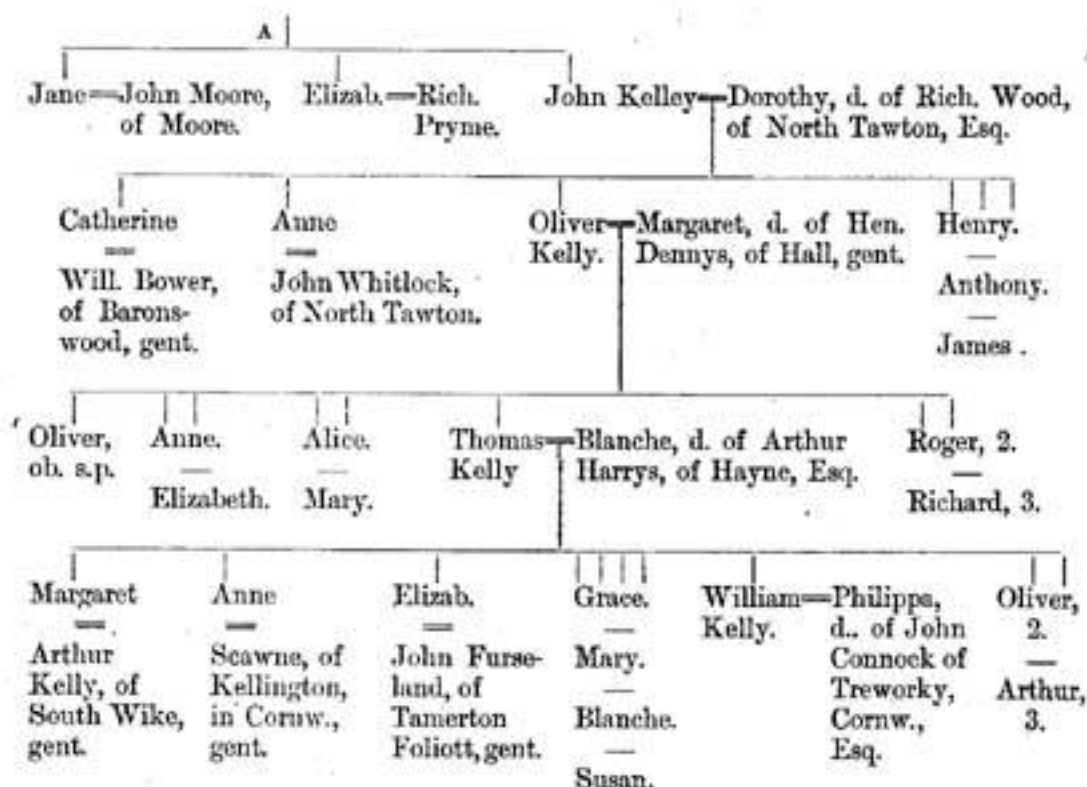 A
Jane=John Moore,
of Moore.
Elizab.=Rich.
Pryme.
John Kelley=Dorothy, d. of Rich. Wood,
of North Tawton, Esq.
Catherine
=
Will. Bower,
of Barons-
wood, gent.
Anne
=
John Whitlock,
of North Tawton.
Oliver=Margaret, d. of Hen.
Kelly. Dennys, of Hall, gent.
Henry.
—
Anthony.
—
James.
Oliver,
ob. s.p.
Anne.
—
Elizabeth.
Alice.
—
Mary.
Thomas=Blanche, d. of Arthur
Kelly Harrys, of Hayne, Esq.
Roger, 2.
—
Richard, 3.
Margaret
=
Arthur
Kelly, of
South Wike,
gent.
Anne
=
Scawne, of
Kellington,
in Cornw.,
gent.
Elizab.
=
John Furse-
land, of
Tamerton
Foliott, gent.
Grace.
—
Mary.
—
Blanche.
—
Susan.
William=Philippa,
Kelly. d.. of John
Connock of
Treworky,
Cornw.,
Esq.
Oliver,
2.
—
Arthur,
3.